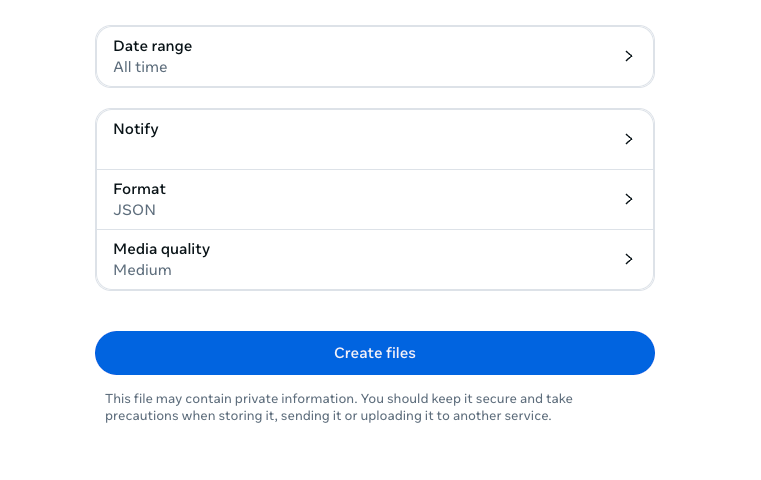 Date range
All time
Notify
Format
JSON
Media quality
Medium
Create files
This file may contain private information. You should keep it secure and take
precautions when storing it, sending it or uploading it to another service.